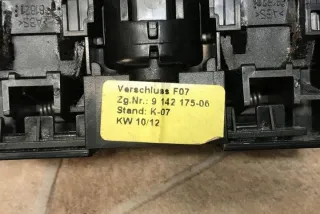 Verschluss F07
Zg.Nr.: 9 142 175-06
Stand: K-07
KW 10/12